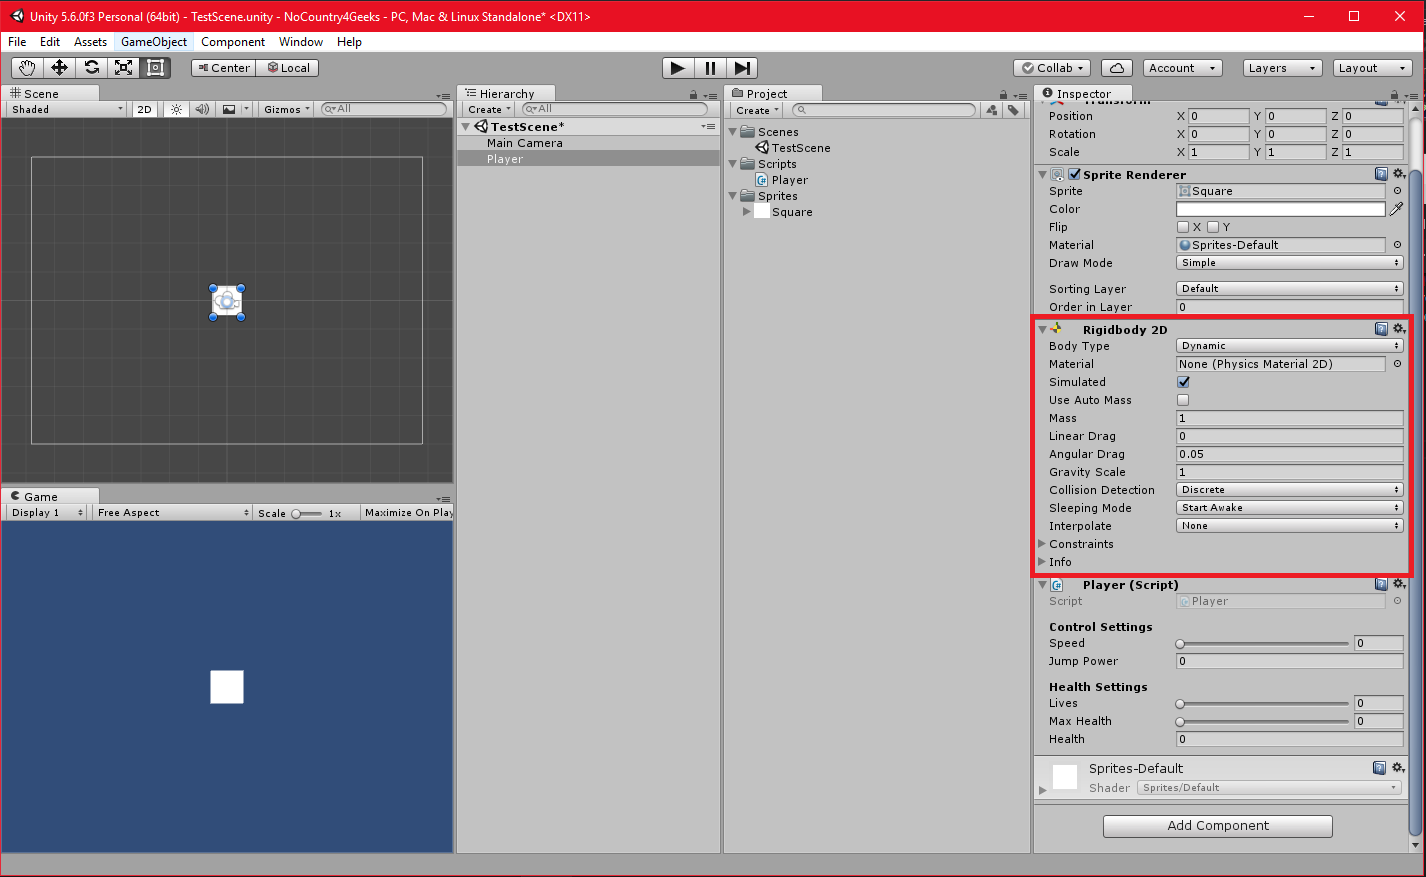 Unity 5.6.0f3 Personal (64bit) - TestScene.unity - NoCountry4Geeks - PC, Mac & Linux Standalone* <DX11>
File Edit Assets GameObject Component Window Help
Center Local Collab Account Layers Layout
Scene
Shaded 2D Gizmos All
Hierarchy
Create All
TestScene*
Main Camera
Player
Project
Create
Scenes
TestScene
Scripts
Player
Sprites
Square
Inspector
Transform
Position X 0 Y 0 Z 0
Rotation X 0 Y 0 Z 0
Scale X 1 Y 1 Z 1
Sprite Renderer
Sprite Square
Color
Flip X Y
Material Sprites-Default
Draw Mode Simple
Sorting Layer Default
Order in Layer 0
Rigidbody 2D
Body Type Dynamic
Material None (Physics Material 2D)
Simulated
Use Auto Mass
Mass 1
Linear Drag 0
Angular Drag 0.05
Gravity Scale 1
Collision Detection Discrete
Sleeping Mode Start Awake
Interpolate None
Constraints
Info
Player (Script)
Script Player
Control Settings
Speed 0
Jump Power 0
Health Settings
Lives 0
Max Health 0
Health 0
Sprites-Default
Shader Sprites/Default
Add Component
Game
Display 1 Free Aspect Scale 1x Maximize On Play